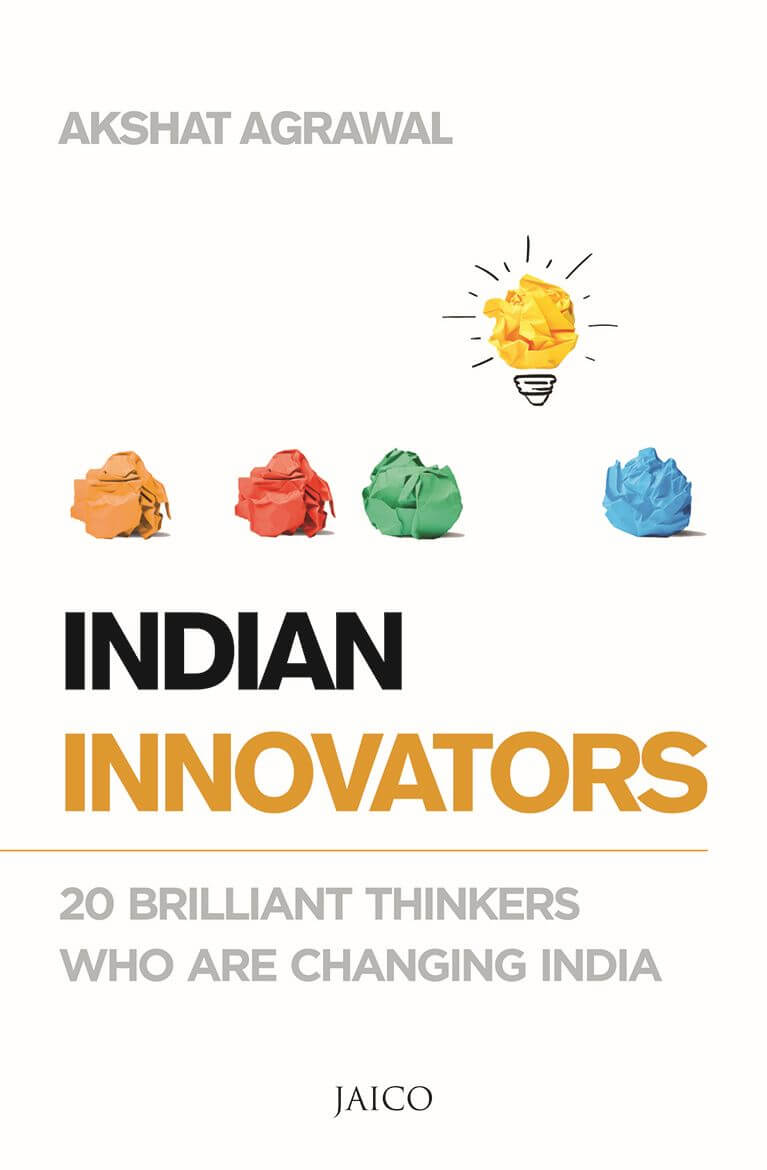 AKSHAT AGRAWAL
INDIAN
INNOVATORS
20 BRILLIANT THINKERS
WHO ARE CHANGING INDIA
JAICO